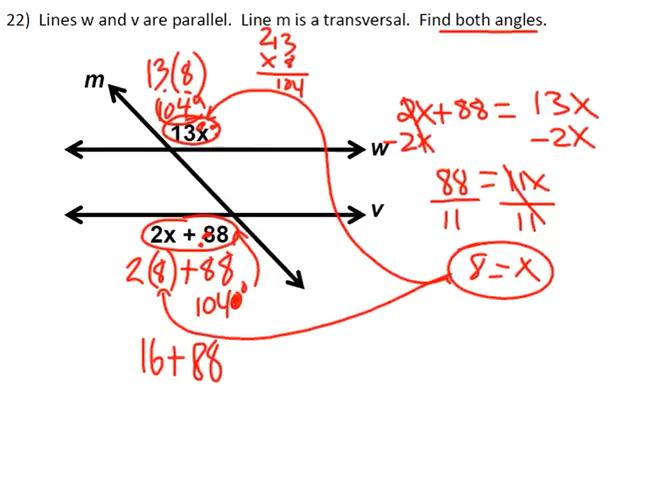 22) Lines w and v are parallel. Line m is a transversal. Find both angles.
13
x 8
104
m
13(8)
104°
13x°
w
v
2x + 88
2(8)+88
104°
16+88
2x+88 = 13x
-2x -2x
88 = 11x
11 11
8=x